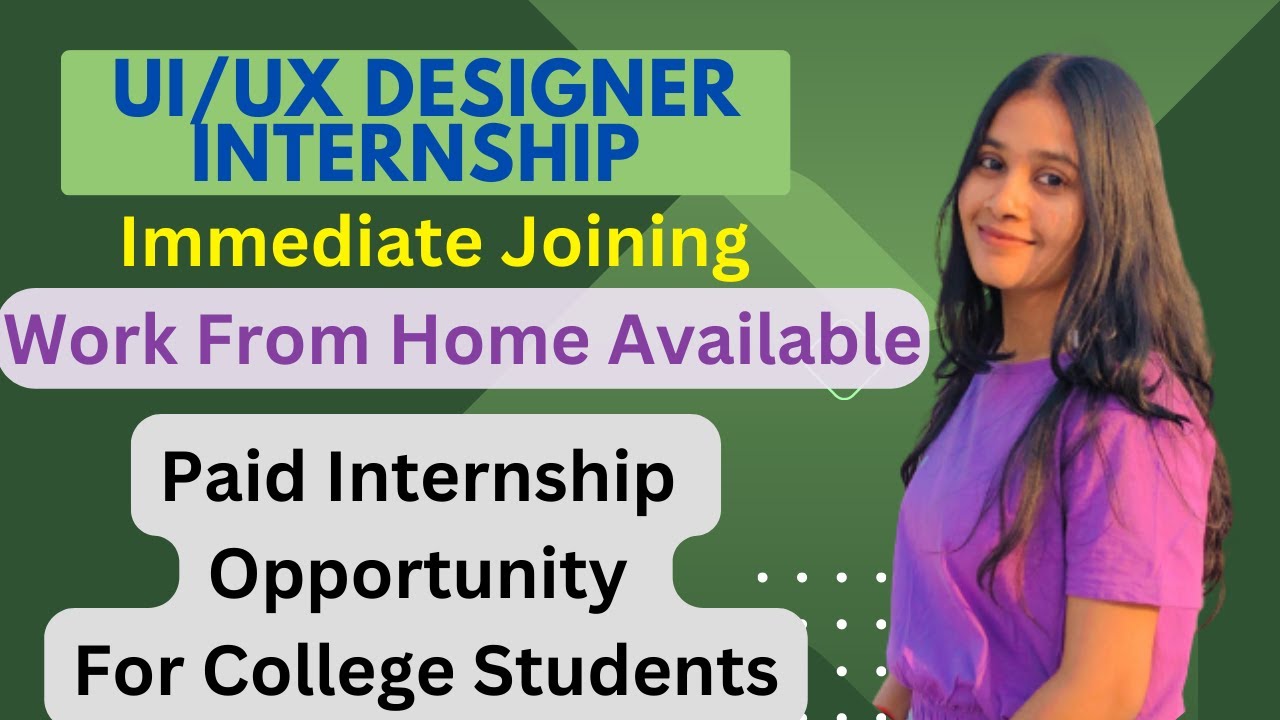 UI/UX DESIGNER
INTERNSHIP
Immediate Joining
Work From Home Available
Paid Internship
Opportunity
For College Students